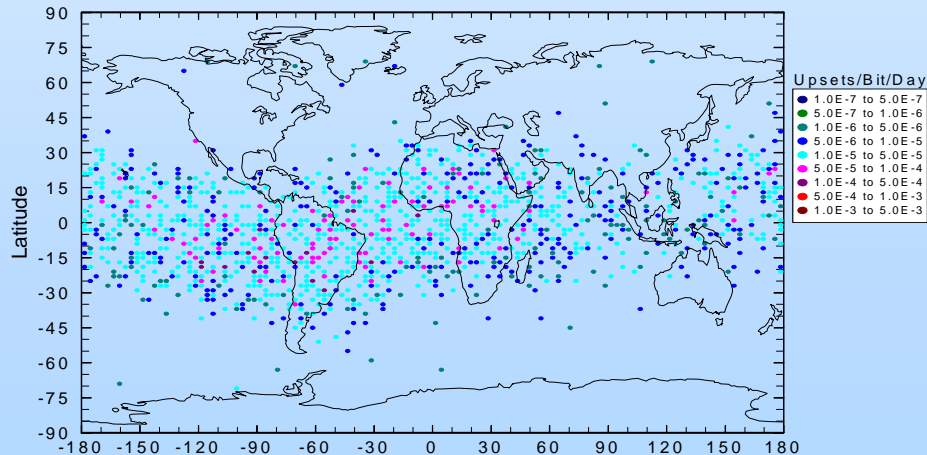 90
75
60
45
30
15
0
-15
-30
-45
-60
-75
-90
Latitude
-180 -150 -120 -90 -60 -30 0 30 60 90 120 150 180
Upsets/Bit/Day
1.0E-7 to 5.0E-7
5.0E-7 to 1.0E-6
1.0E-6 to 5.0E-6
5.0E-6 to 1.0E-5
1.0E-5 to 5.0E-5
5.0E-5 to 1.0E-4
1.0E-4 to 5.0E-4
5.0E-4 to 1.0E-3
1.0E-3 to 5.0E-3